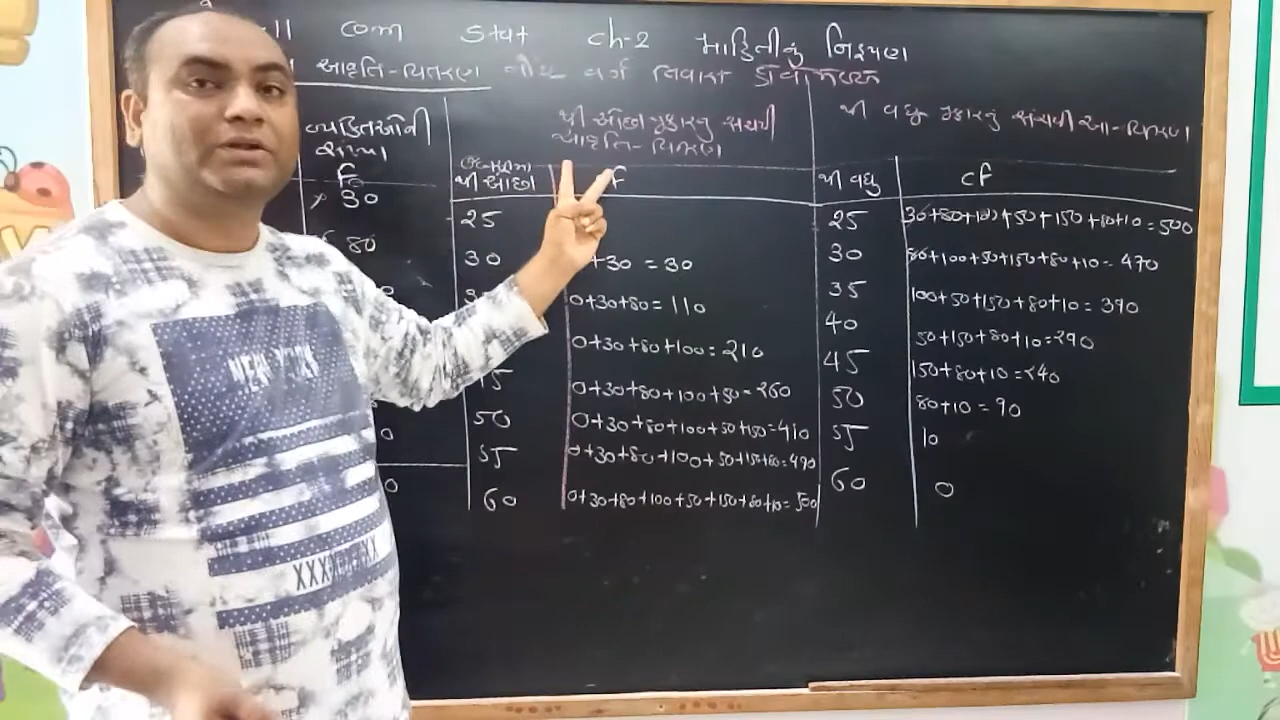 11 com stat ch-2 માહિતીનું નિરૂપણ
આવૃત્તિ-વિતરણ
વ્યક્તિઓની સંખ્યા
f
30
80
થી ઓછા પ્રકારનું સંચયી
આવૃત્તિ-વિતરણ
થી ઓછા
f
25
30 +30 = 30
0+30+80=110
0+30+80+100=210
0+30+80+100+50=260
50 0+30+80+100+50+150=410
55 0+30+80+100+50+150+80=490
60 0+30+80+100+50+150+80+10=500
થી વધુ પ્રકારનું સંચયી આ-વિતરણ
થી વધુ cf
25 30+80+100+50+150+80+10=500
30 80+100+50+150+80+10=470
35 100+50+150+80+10=390
40 50+150+80+10=290
45 150+80+10=240
50 80+10=90
55 10
60 0
NEW YORK